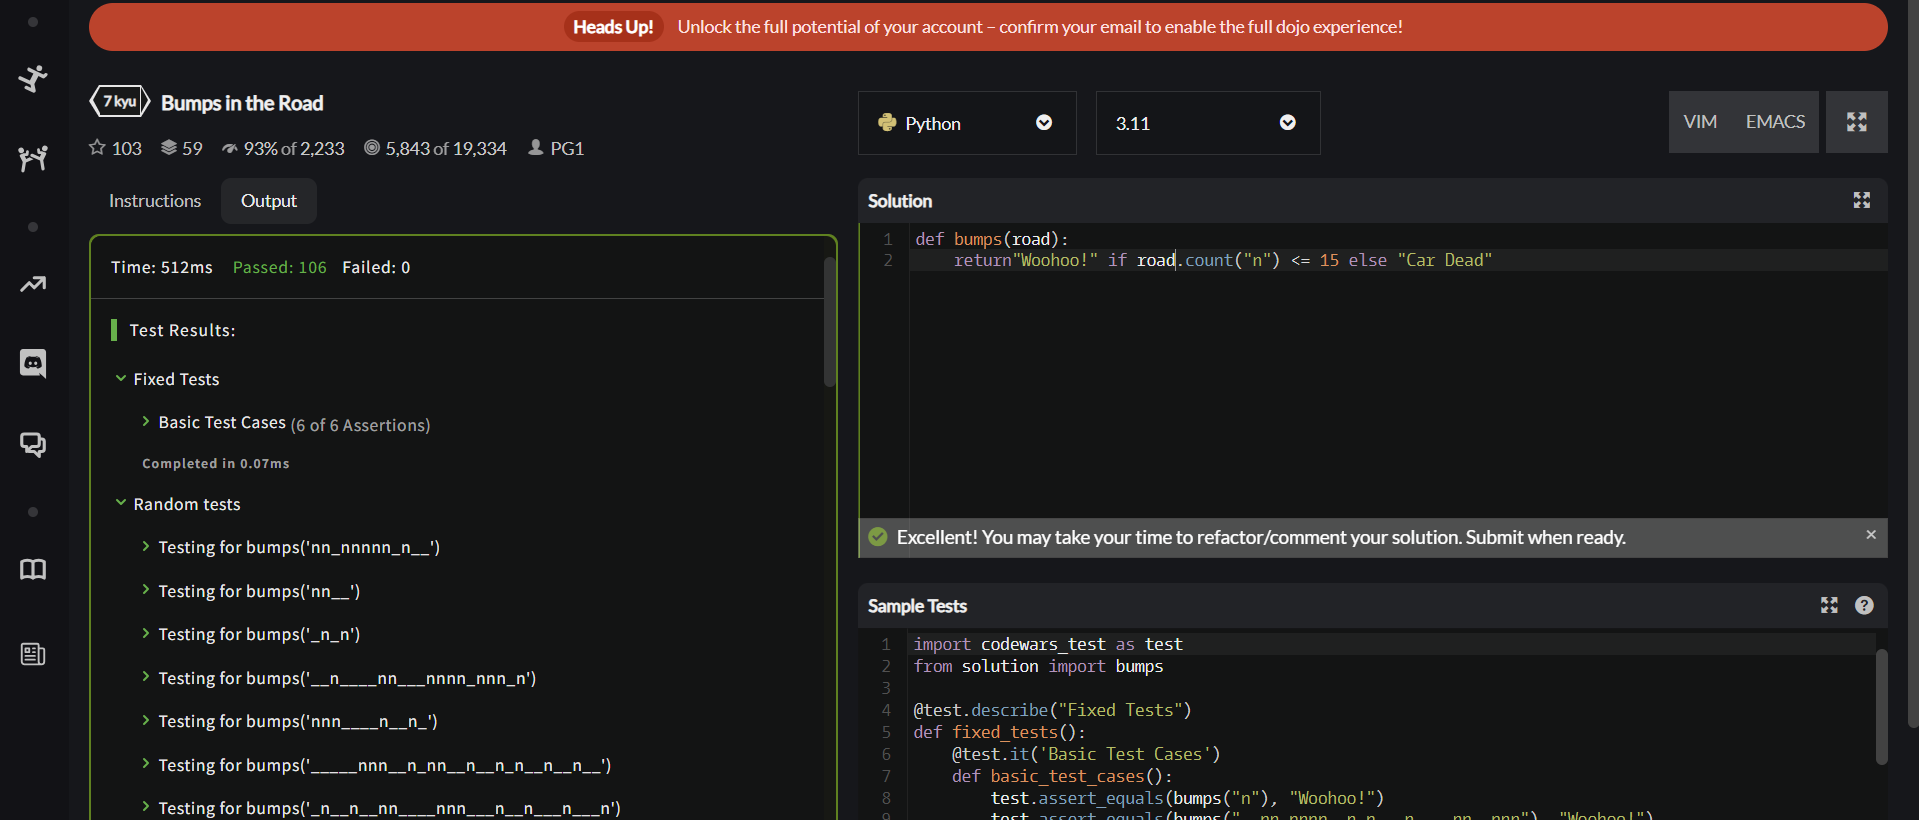 Heads Up! Unlock the full potential of your account – confirm your email to enable the full dojo experience!
7 kyu Bumps in the Road
103 59 93% of 2,233 5,843 of 19,334 PG1
Python 3.11 VIM EMACS
Instructions Output
Time: 512ms Passed: 106 Failed: 0
Test Results:
Fixed Tests
Basic Test Cases (6 of 6 Assertions)
Completed in 0.07ms
Random tests
Testing for bumps('nn_nnnnn_n__')
Testing for bumps('nn__')
Testing for bumps('_n_n')
Testing for bumps('__n____nn___nnnn_nnn_n')
Testing for bumps('nnn____n__n_')
Testing for bumps('_____nnn__n_nn__n__n_n__n__n__')
Testing for bumps('_n__n__nn____nnn___n__n___n___n')
Solution
1 def bumps(road):
2 return"Woohoo!" if road.count("n") <= 15 else "Car Dead"
Excellent! You may take your time to refactor/comment your solution. Submit when ready. ×
Sample Tests ?
1 import codewars_test as test
2 from solution import bumps
3
4 @test.describe("Fixed Tests")
5 def fixed_tests():
6 @test.it('Basic Test Cases')
7 def basic_test_cases():
8 test.assert_equals(bumps("n"), "Woohoo!")